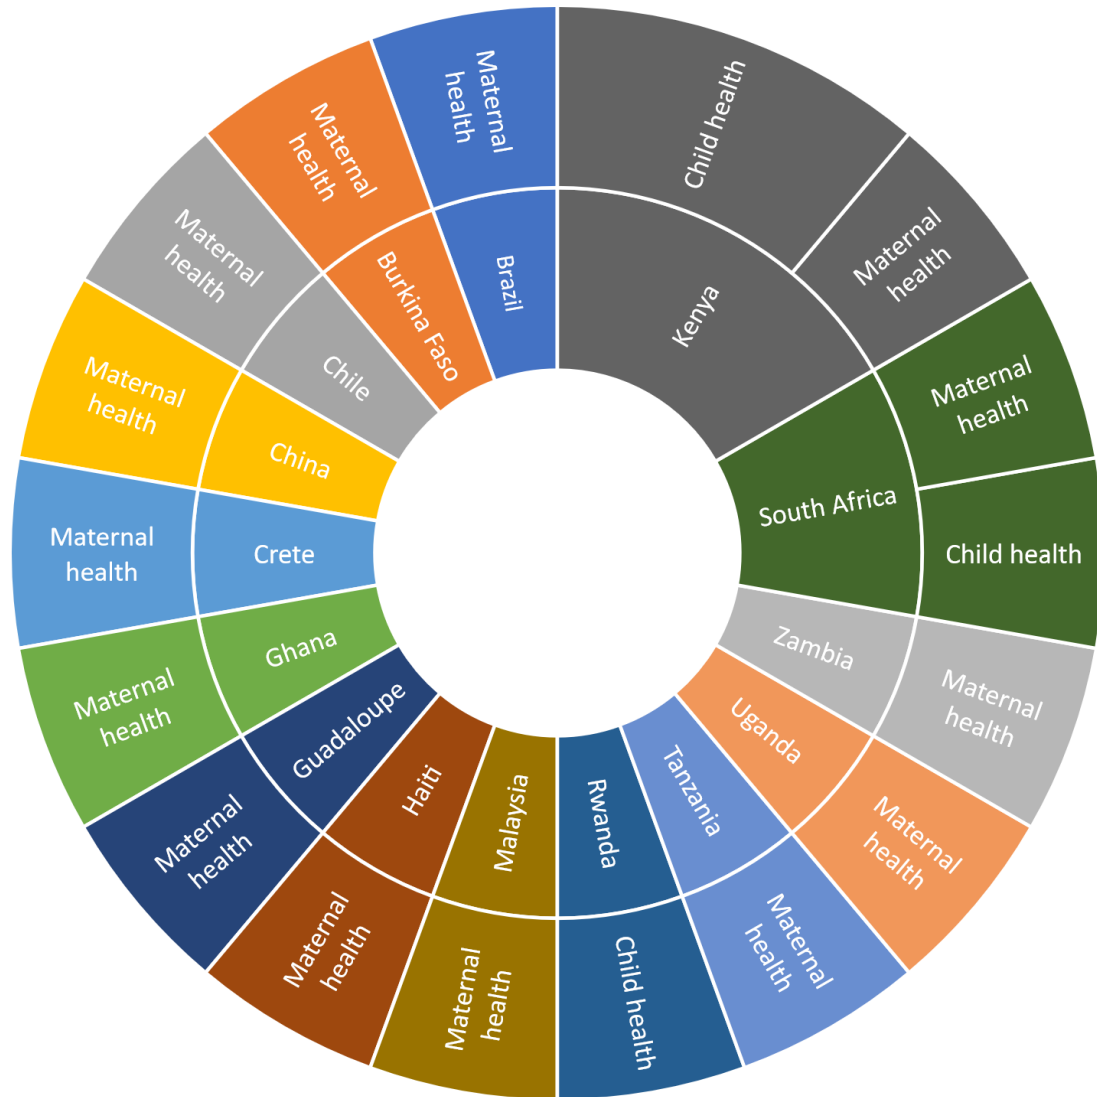 Child health
Maternal
health
Kenya
Maternal
health
Child health
South Africa
Maternal
health
Zambia
Maternal
health
Uganda
Maternal
health
Tanzania
Child health
Rwanda
Maternal
health
Malaysia
Maternal
health
Haiti
Maternal
health
Guadaloupe
Maternal
health
Ghana
Maternal
health
Crete
Maternal
health
China
Maternal
health
Chile
Maternal
health
Burkina Faso
Maternal
health
Brazil